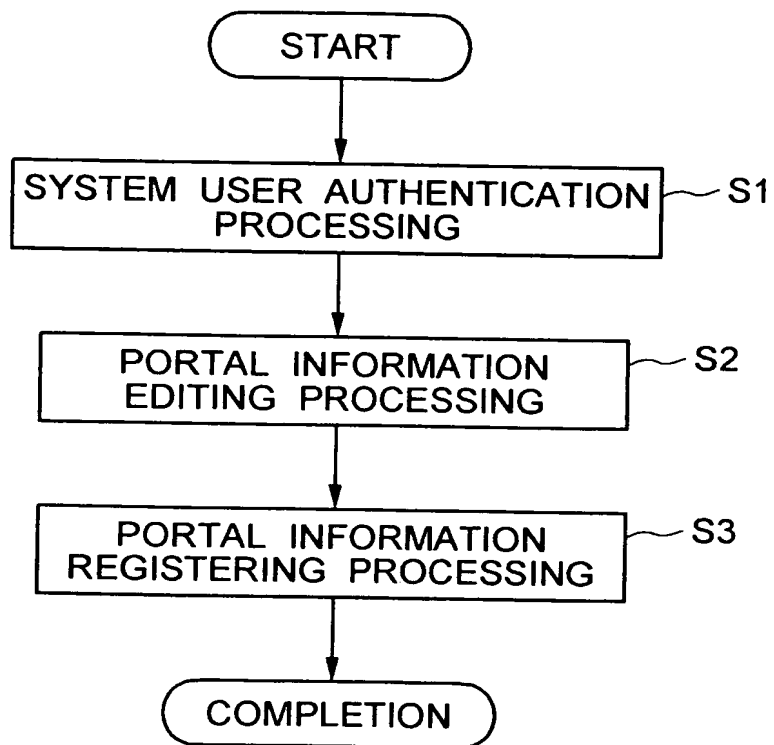 START
SYSTEM USER AUTHENTICATION
PROCESSING
S1
PORTAL INFORMATION
EDITING PROCESSING
S2
PORTAL INFORMATION
REGISTERING PROCESSING
S3
COMPLETION